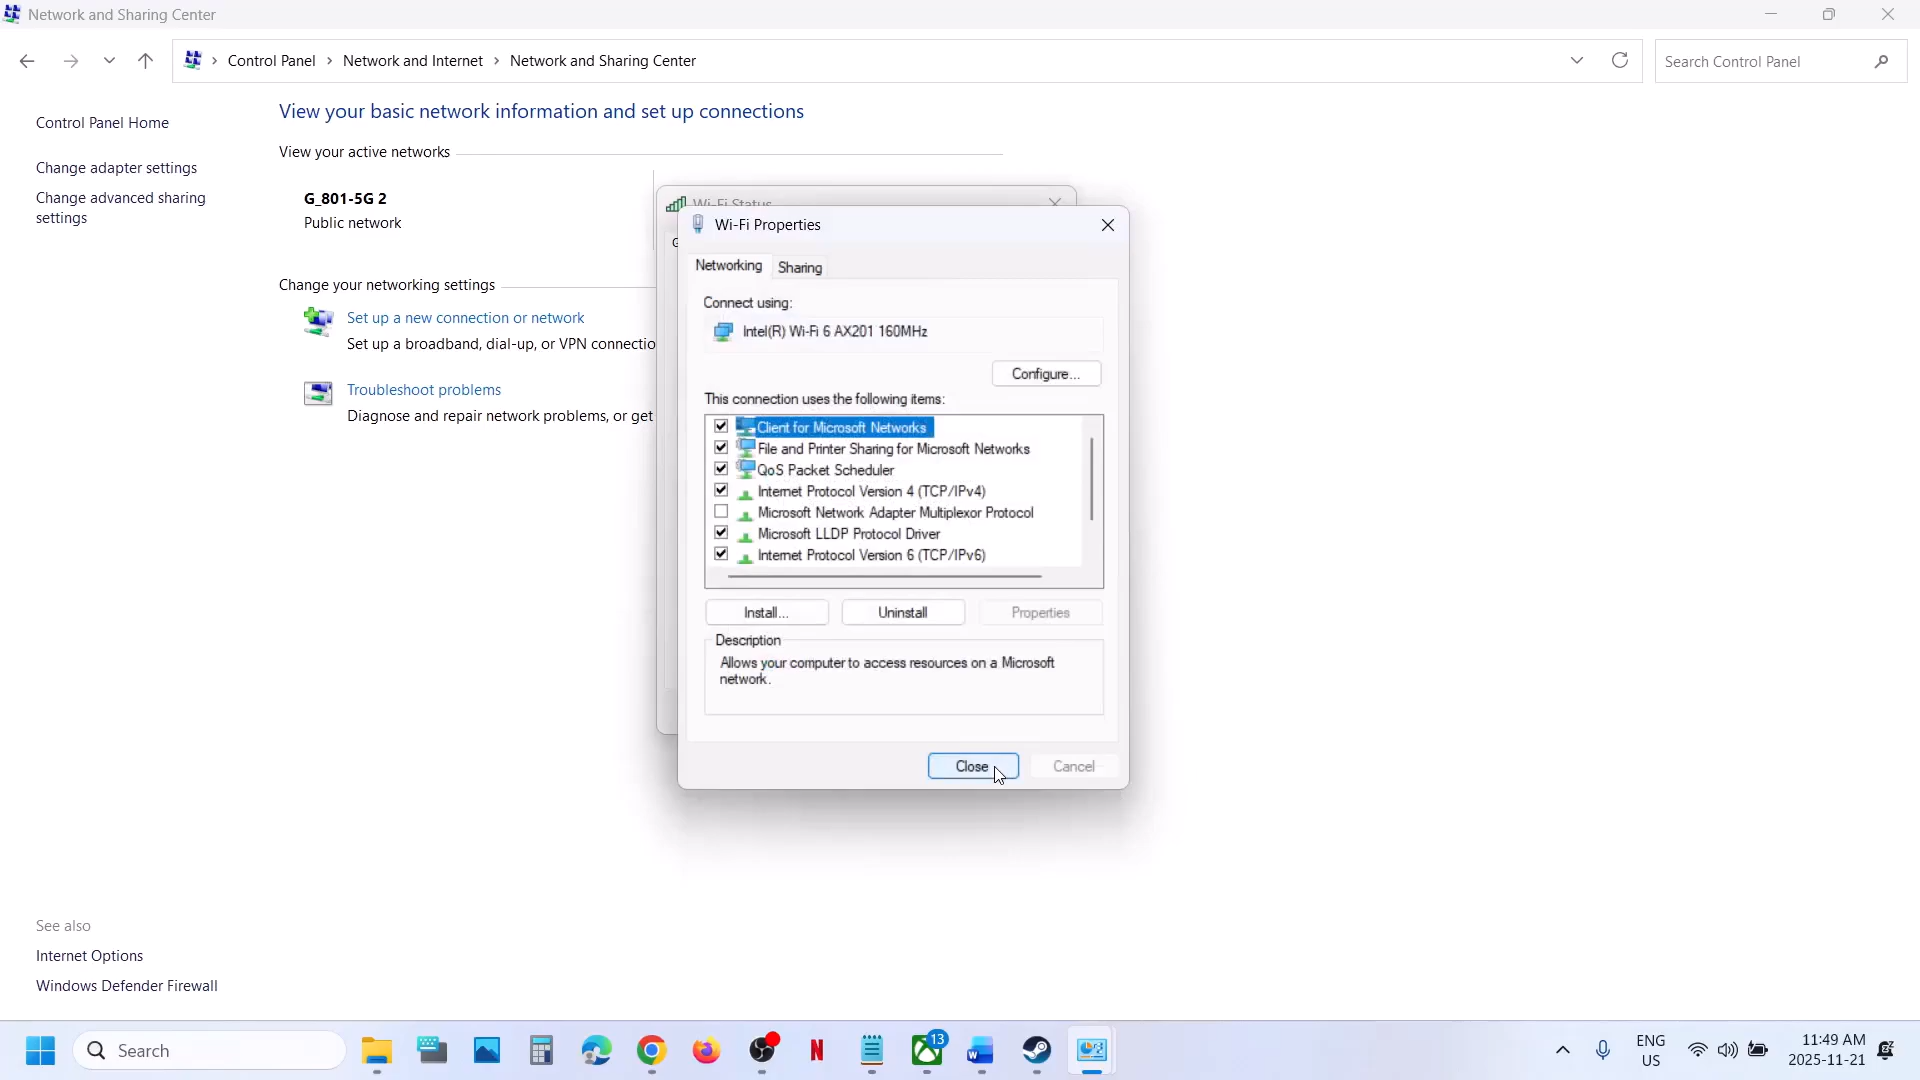 Network and Sharing Center
Control Panel › Network and Internet › Network and Sharing Center
Search Control Panel
Control Panel Home
Change adapter settings
Change advanced sharing
settings
View your basic network information and set up connections
View your active networks
G_801-5G 2
Public network
Change your networking settings
Set up a new connection or network
Set up a broadband, dial-up, or VPN connectio
Troubleshoot problems
Diagnose and repair network problems, or get
Wi-Fi Status
Wi-Fi Properties
Networking
Sharing
Connect using:
Intel(R) Wi-Fi 6 AX201 160MHz
Configure...
This connection uses the following items:
Client for Microsoft Networks
File and Printer Sharing for Microsoft Networks
QoS Packet Scheduler
Internet Protocol Version 4 (TCP/IPv4)
Microsoft Network Adapter Multiplexor Protocol
Microsoft LLDP Protocol Driver
Internet Protocol Version 6 (TCP/IPv6)
Install...
Uninstall
Properties
Description
Allows your computer to access resources on a Microsoft
network.
Close
Cancel
See also
Internet Options
Windows Defender Firewall
Search
13
ENG
US
11:49 AM
2025-11-21